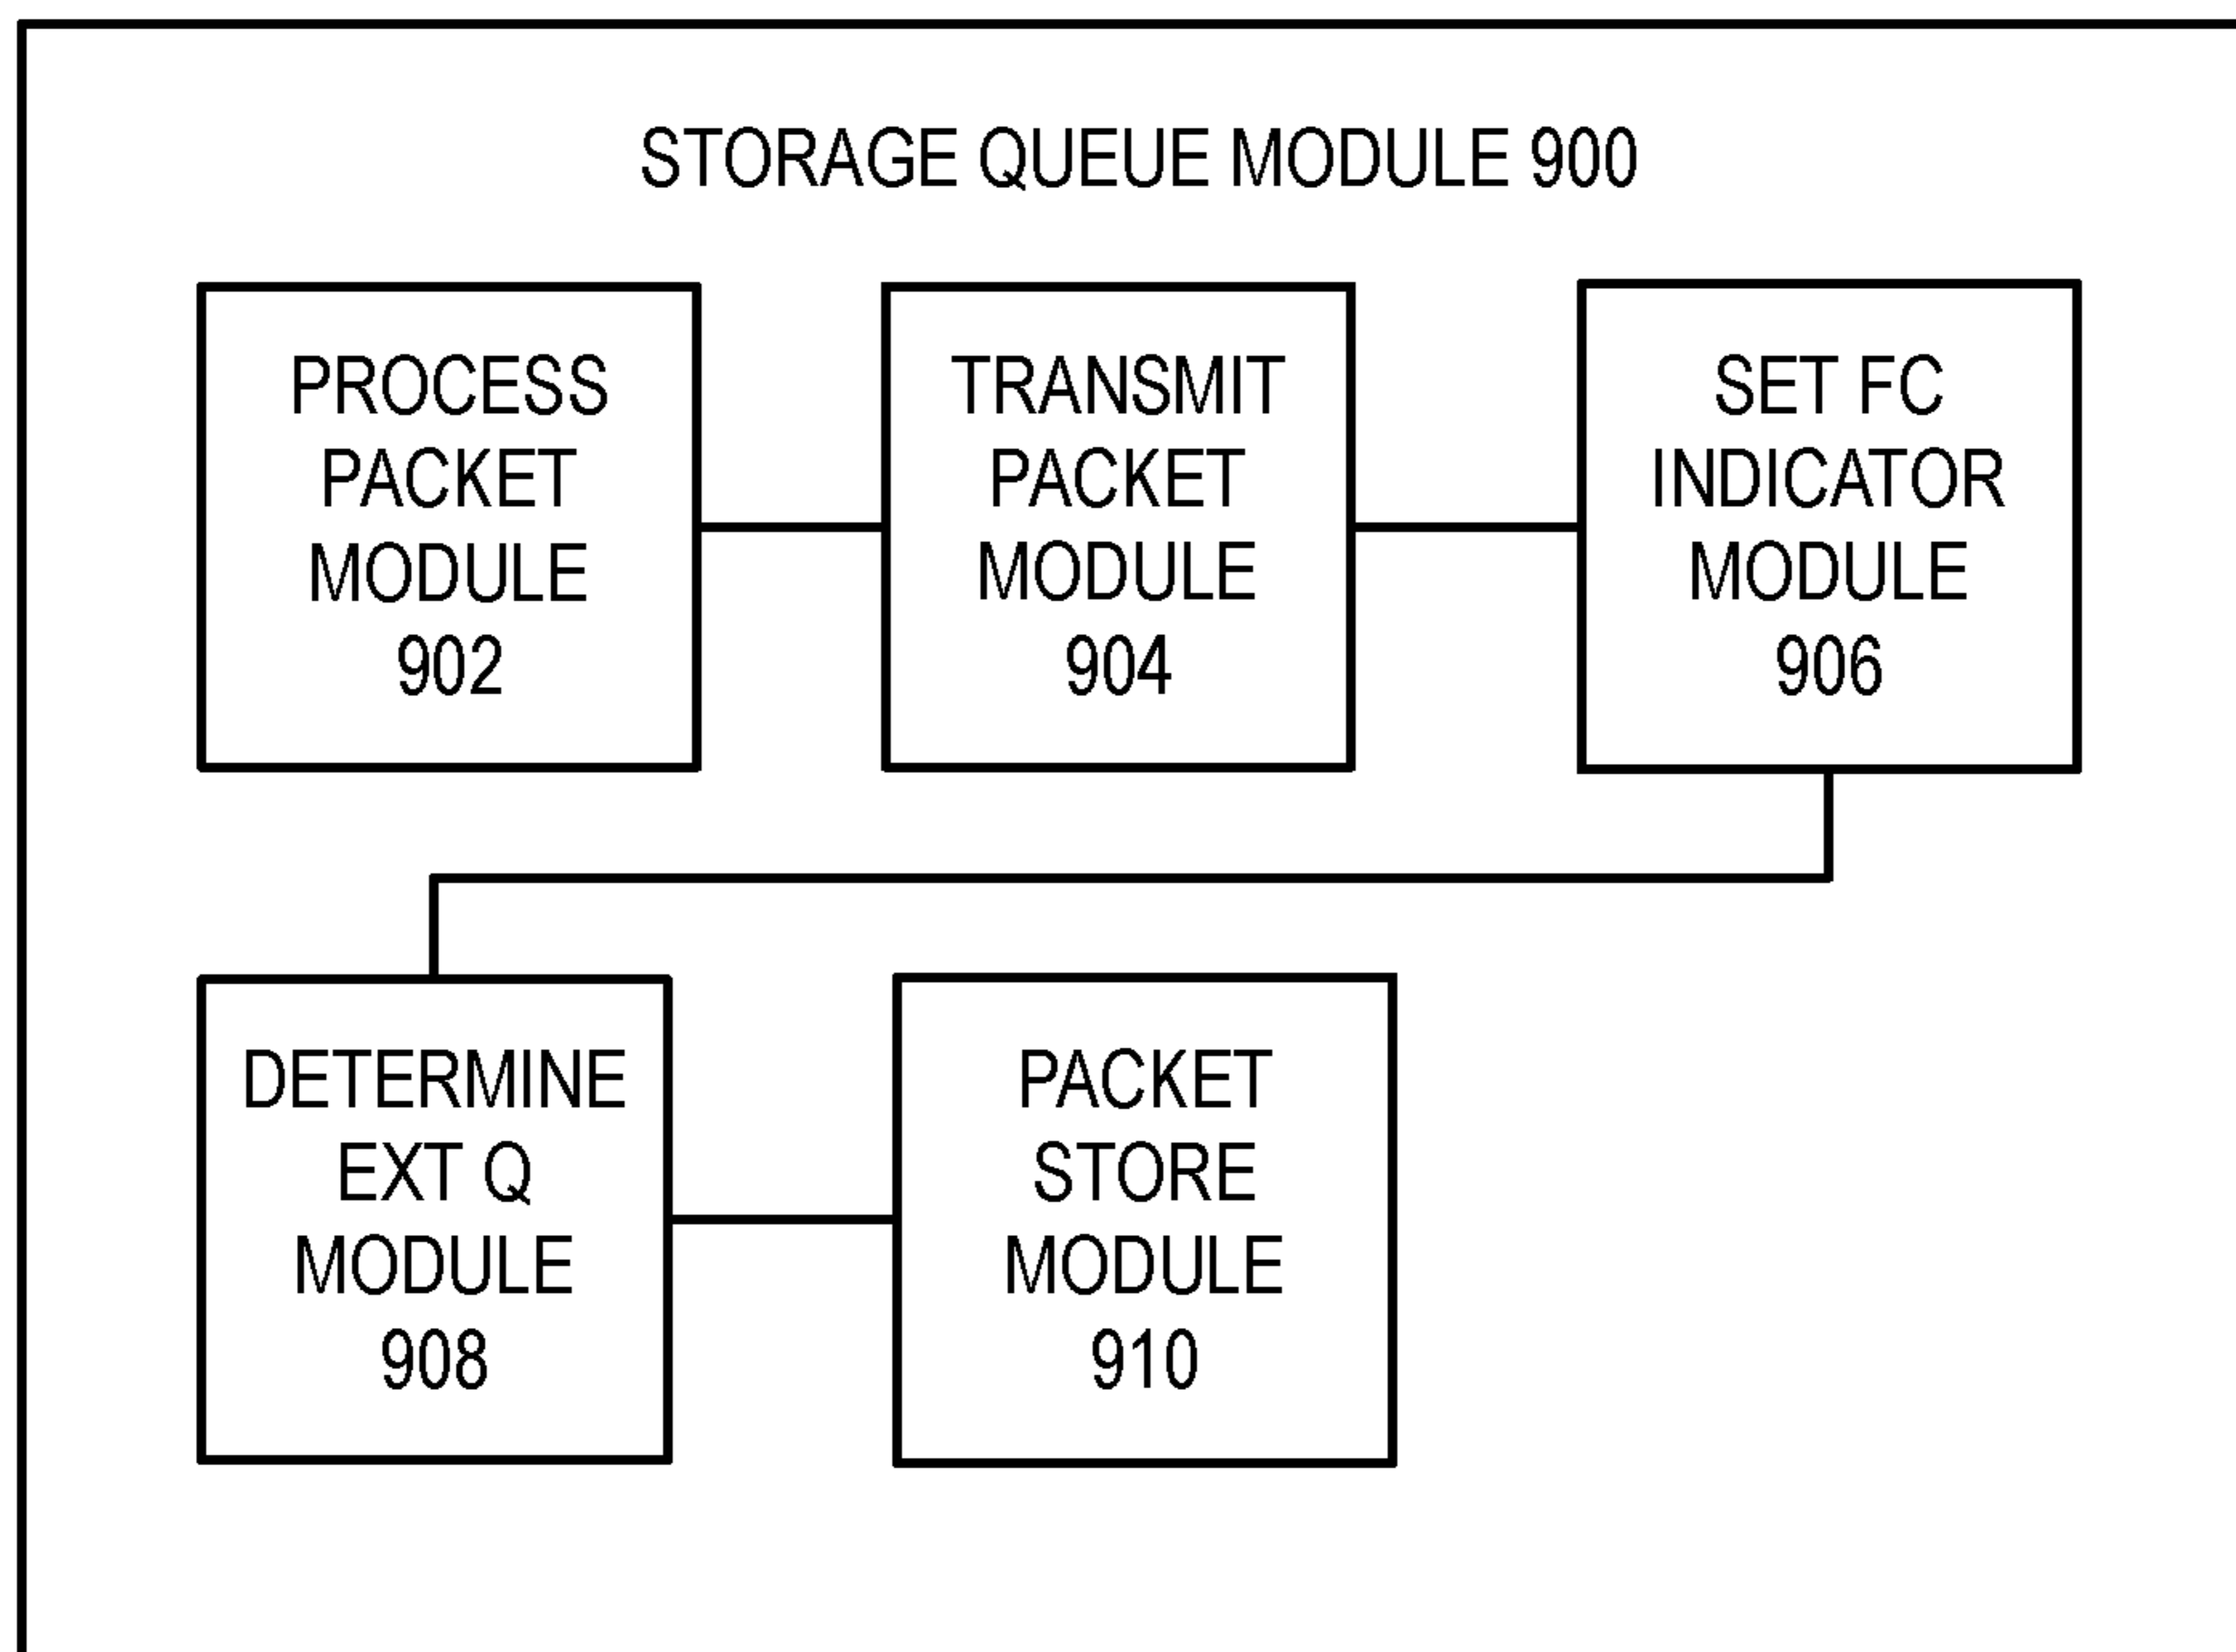 STORAGE QUEUE MODULE 900
PROCESS
PACKET
MODULE
902
TRANSMIT
PACKET
MODULE
904
SET FC
INDICATOR
MODULE
906
DETERMINE
EXT Q
MODULE
908
PACKET
STORE
MODULE
910